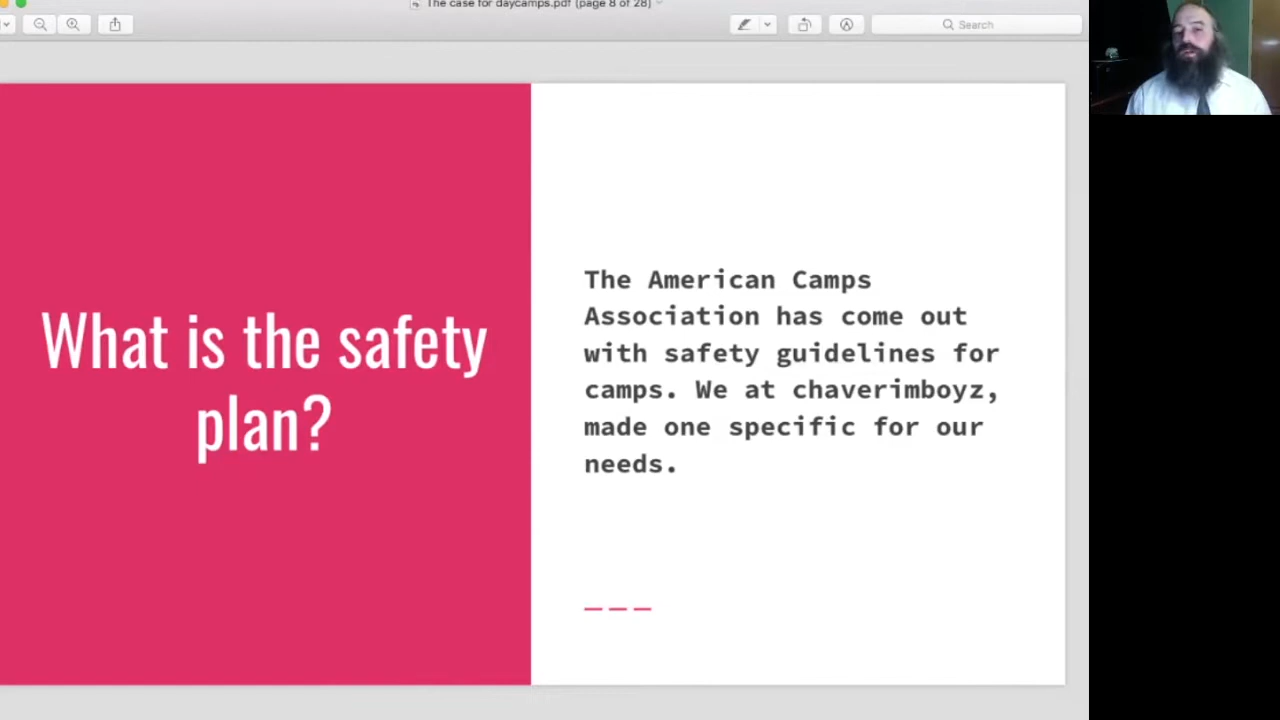 The case for daycamps.pdf (page 8 of 28)
Search
What is the safety
plan?
The American Camps
Association has come out
with safety guidelines for
camps. We at chaverimboyz,
made one specific for our
needs.